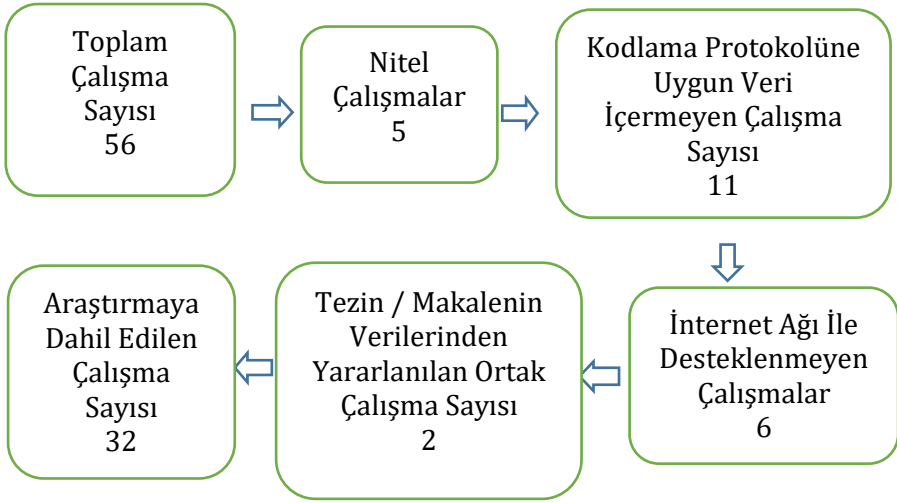 Toplam
Çalışma
Sayısı
56
Nitel
Çalışmalar
5
Kodlama Protokolüne
Uygun Veri
İçermeyen Çalışma
Sayısı
11
İnternet Ağı İle
Desteklenmeyen
Çalışmalar
6
Tezin / Makalenin
Verilerinden
Yararlanılan Ortak
Çalışma Sayısı
2
Araştırmaya
Dahil Edilen
Çalışma
Sayısı
32